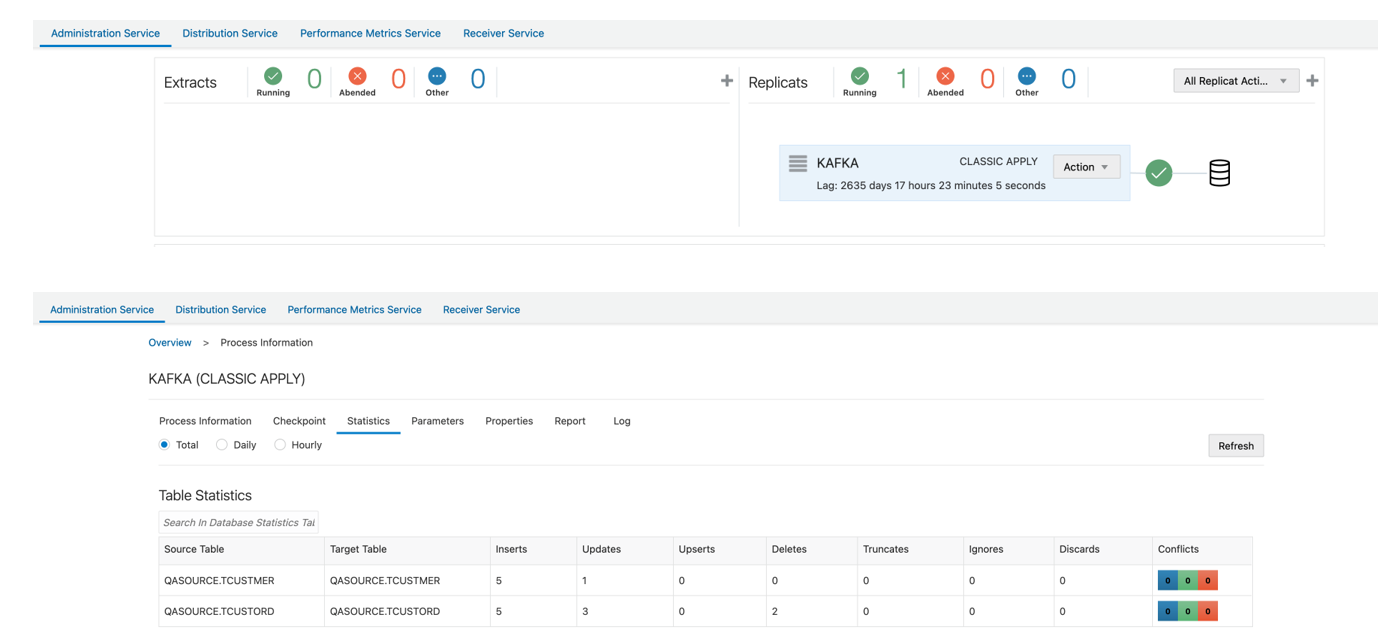 Administration Service Distribution Service Performance Metrics Service Receiver Service
Extracts Running 0 Abended 0 Other 0 Replicats Running 1 Abended 0 Other 0 All Replicat Acti...
KAFKA CLASSIC APPLY Action
Lag: 2635 days 17 hours 23 minutes 5 seconds
Administration Service Distribution Service Performance Metrics Service Receiver Service
Overview > Process Information
KAFKA (CLASSIC APPLY)
Process Information Checkpoint Statistics Parameters Properties Report Log
Total Daily Hourly Refresh
Table Statistics
Search In Database Statistics Tal
Source Table Target Table Inserts Updates Upserts Deletes Truncates Ignores Discards Conflicts
QASOURCE.TCUSTMER QASOURCE.TCUSTMER 5 1 0 0 0 0 0 0 0 0
QASOURCE.TCUSTORD QASOURCE.TCUSTORD 5 3 0 2 0 0 0 0 0 0